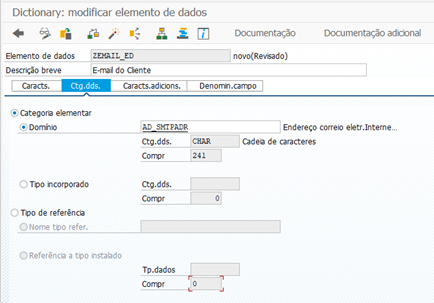 Dictionary: modificar elemento de dados
Documentação Documentação adicional
Elemento de dados ZEMAIL_ED novo(Revisado)
Descrição breve E-mail do Cliente
Caracts. Ctg.dds. Caracts.adicions. Denomin.campo
Categoria elementar
Domínio AD_SMTPADR Endereço correio eletr.Interne...
Ctg.dds. CHAR Cadeia de caracteres
Compr 241
Tipo incorporado Ctg.dds.
Compr 0
Tipo de referência
Nome tipo refer.
Referência a tipo instalado
Tp.dados
Compr 0